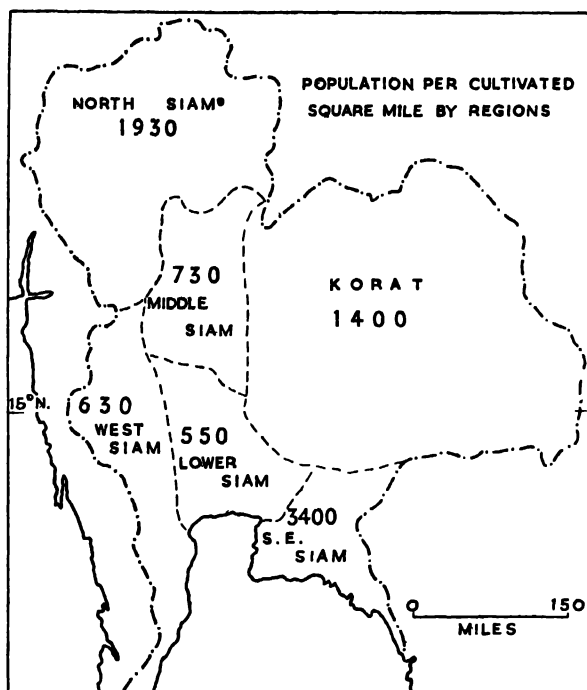 POPULATION PER CULTIVATED
SQUARE MILE BY REGIONS
NORTH SIAM
1930
730
MIDDLE
SIAM
KORAT
1400
15°N.
630
WEST
SIAM
550
LOWER
SIAM
3400
S.E.
SIAM
0 150
MILES